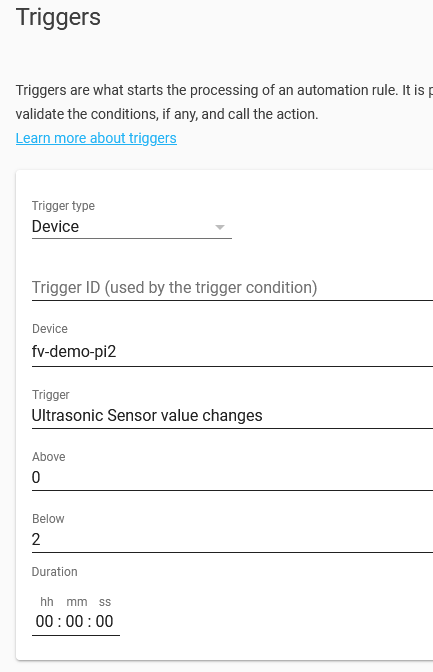 Triggers
Triggers are what starts the processing of an automation rule. It is
validate the conditions, if any, and call the action.
Learn more about triggers
Trigger type
Device
Trigger ID (used by the trigger condition)
Device
fv-demo-pi2
Trigger
Ultrasonic Sensor value changes
Above
0
Below
2
Duration
hh mm ss
00 : 00 : 00